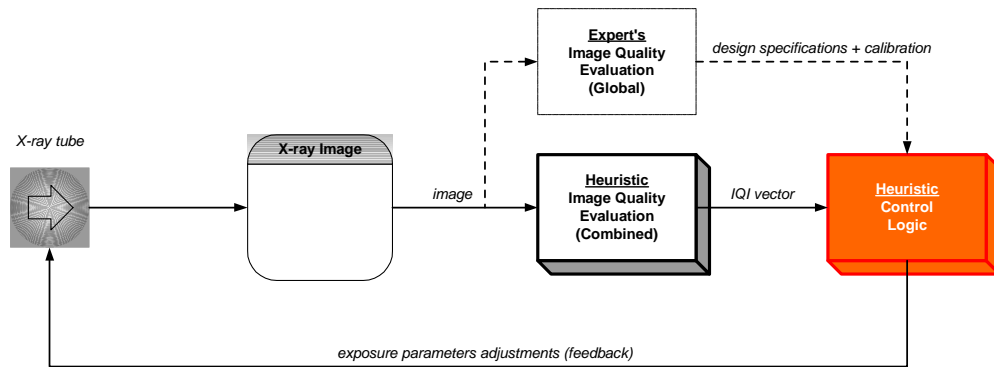 Expert's
Image Quality
Evaluation
(Global)
design specifications + calibration
X-ray tube
X-ray Image
image
Heuristic
Image Quality
Evaluation
(Combined)
IQI vector
Heuristic
Control
Logic
exposure parameters adjustments (feedback)